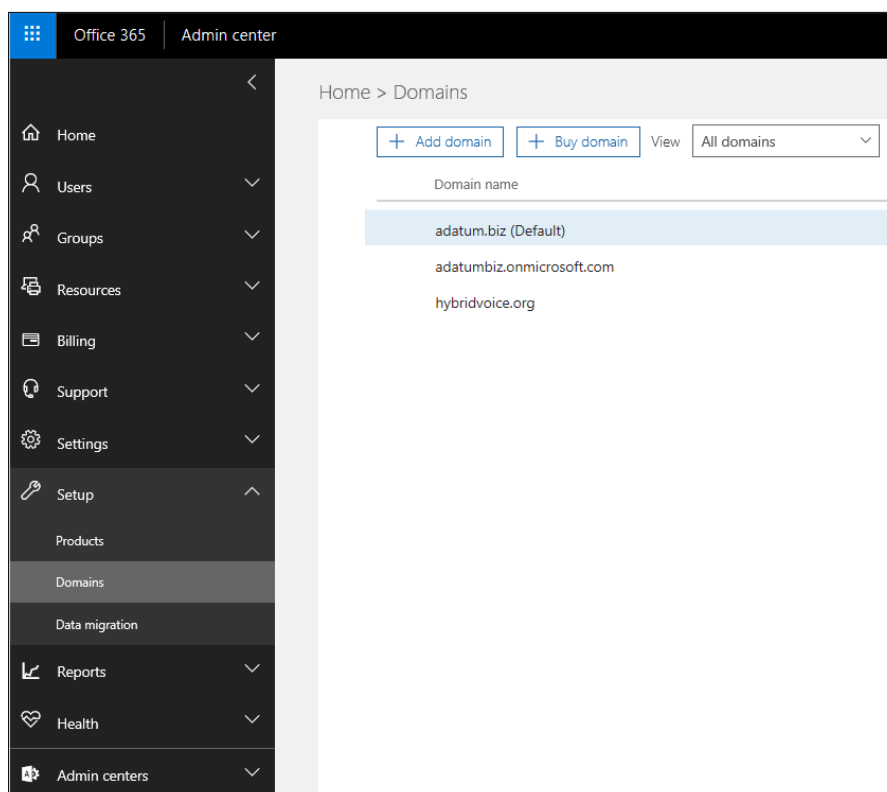 Office 365 Admin center
Home > Domains
+ Add domain + Buy domain View All domains
Domain name
adatum.biz (Default)
adatumbiz.onmicrosoft.com
hybridvoice.org
Home
Users
Groups
Resources
Billing
Support
Settings
Setup
Products
Domains
Data migration
Reports
Health
A Admin centers